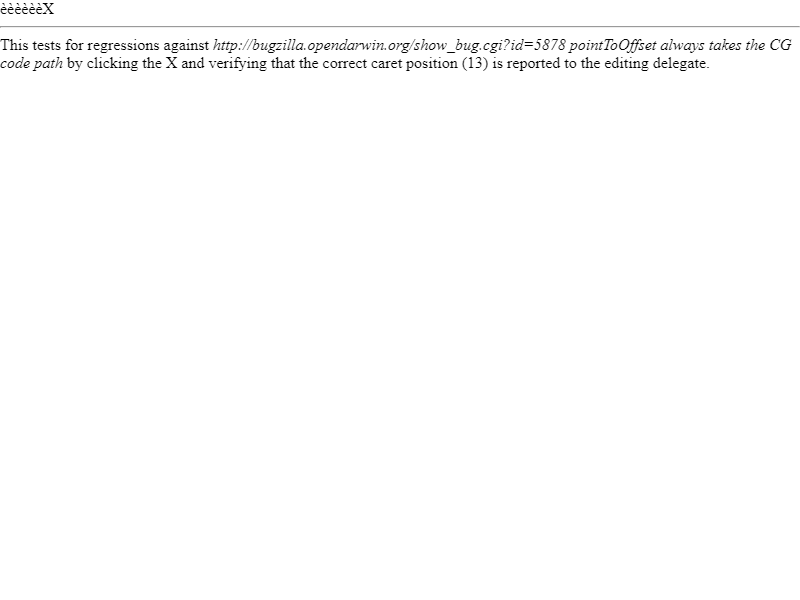 èèèèèèX
This tests for regressions against http://bugzilla.opendarwin.org/show_bug.cgi?id=5878 pointToOffset always takes the CG
code path by clicking the X and verifying that the correct caret position (13) is reported to the editing delegate.